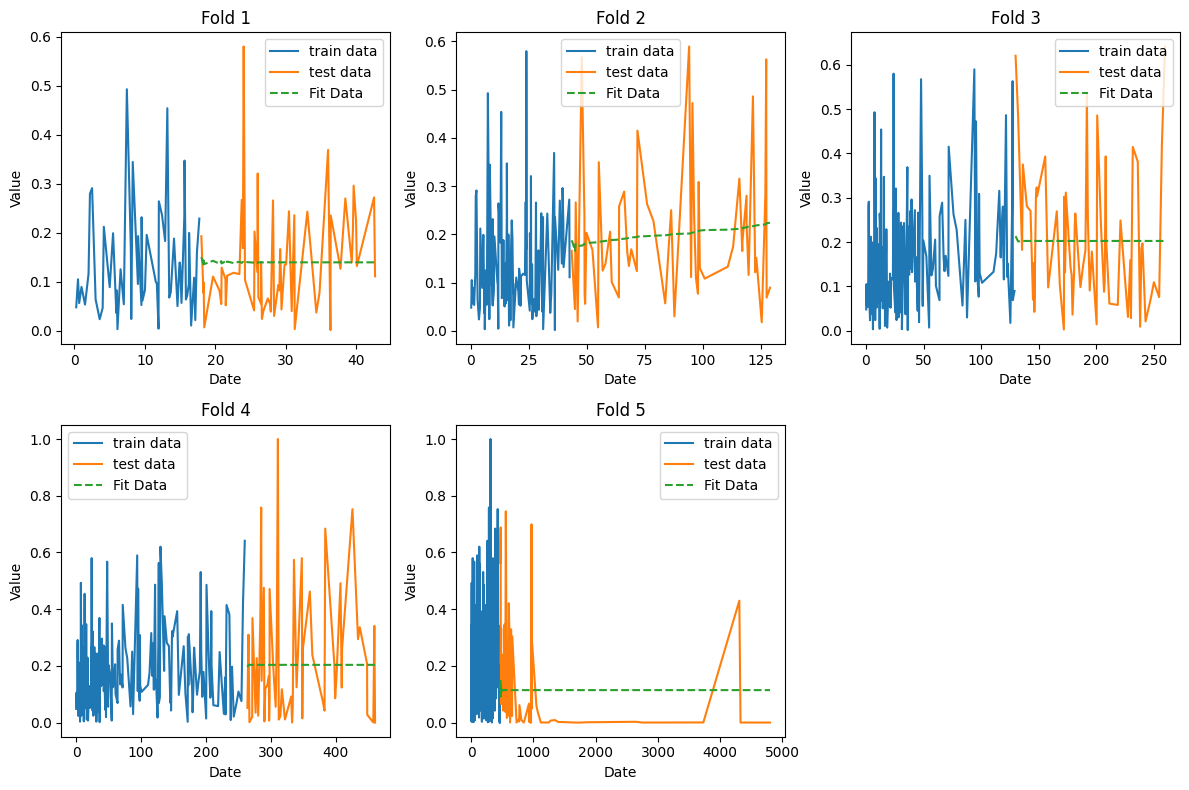 Fold 1
Value
0.6
0.5
0.4
0.3
0.2
0.1
0.0
train data
test data
Fit Data
0
10
20
30
40
Date
Fold 2
Value
0.6
0.5
0.4
0.3
0.2
0.1
0.0
train data
test data
Fit Data
0
25
50
75
100
125
Date
Fold 3
Value
0.6
0.5
0.4
0.3
0.2
0.1
0.0
train data
test data
Fit Data
0
50
100
150
200
250
Date
Fold 4
Value
1.0
0.8
0.6
0.4
0.2
0.0
train data
test data
Fit Data
0
100
200
300
400
Date
Fold 5
Value
1.0
0.8
0.6
0.4
0.2
0.0
train data
test data
Fit Data
0
1000
2000
3000
4000
5000
Date